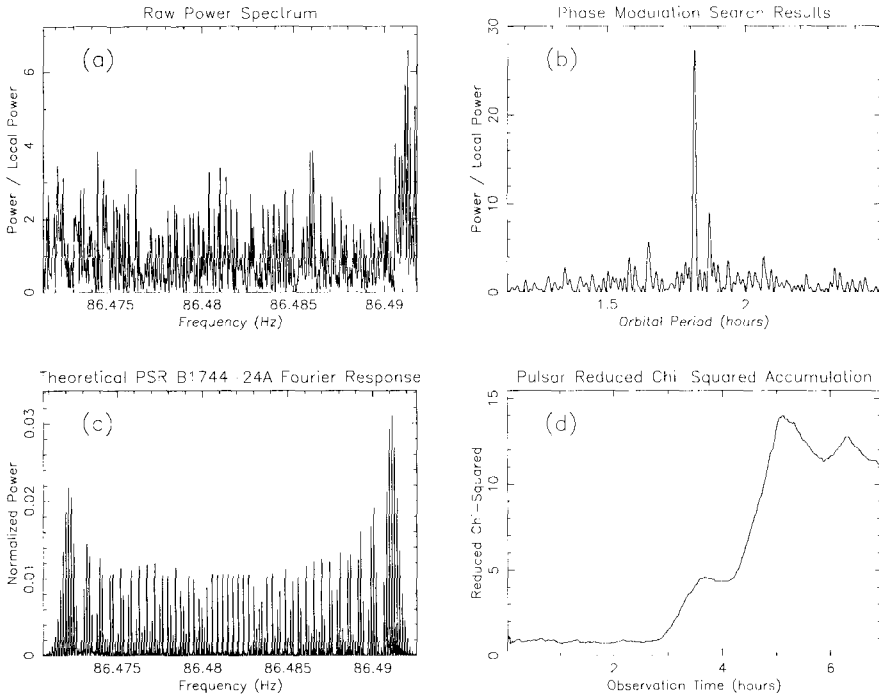 Raw Power Spectrum
(a)
Power / Local Power
0 2 4 6
86.475 86.48 86.485 86.49
Frequency (Hz)
Phase Modulation Search Results
(b)
Power / Local Power
0 10 20 30
1.5 2
Orbital Period (hours)
Theoretical PSR B1744 24A Fourier Response
(c)
Normalized Power
0 0.01 0.02 0.03
86.475 86.48 86.485 86.49
Frequency (Hz)
Pulsar Reduced Chi Squared Accumulation
(d)
Reduced Chi-Squared
0 5 10 15
2 4 6
Observation Time (hours)